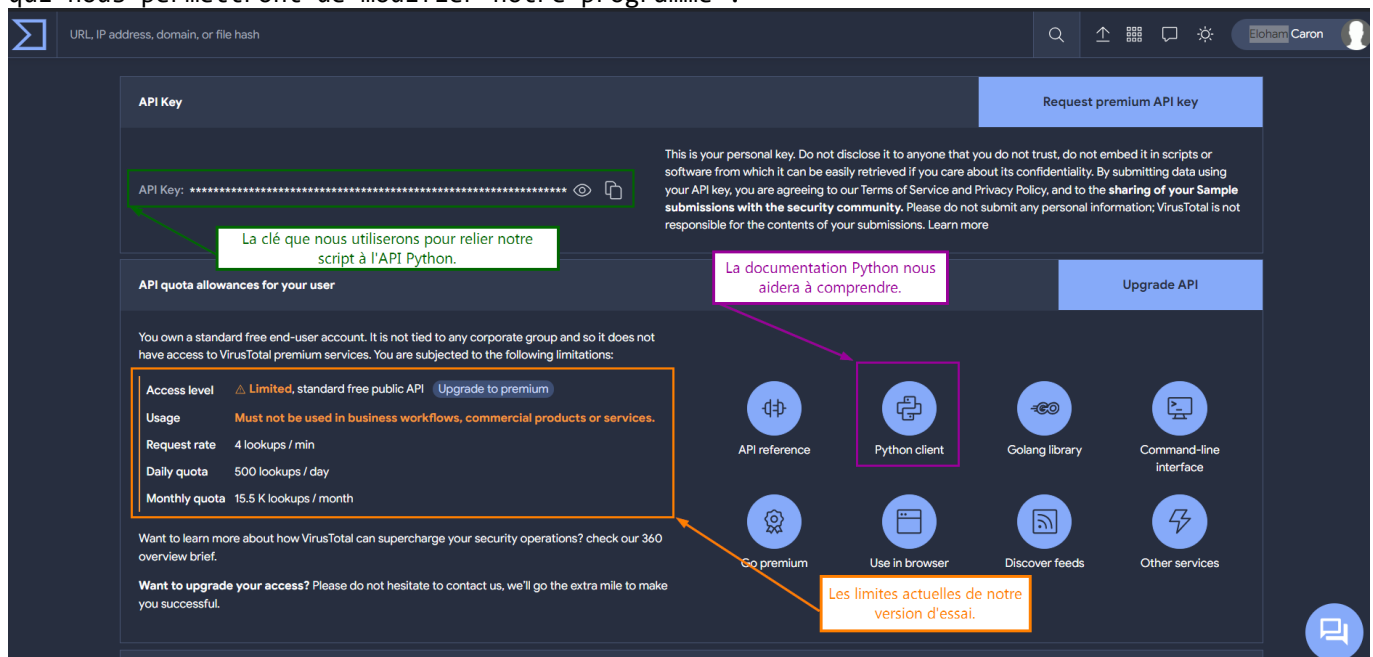 qui nous permettront de modifier notre programme :
URL, IP address, domain, or file hash
Eloham Caron
API Key
Request premium API key
This is your personal key. Do not disclose it to anyone that you do not trust, do not embed it in scripts or
software from which it can be easily retrieved if you care about its confidentiality. By submitting data using
your API key, you are agreeing to our Terms of Service and Privacy Policy, and to the sharing of your Sample
submissions with the security community. Please do not submit any personal information; VirusTotal is not
responsible for the contents of your submissions. Learn more
API Key: ****************************************************************
La clé que nous utiliserons pour relier notre
script à l'API Python.
La documentation Python nous
aidera à comprendre.
API quota allowances for your user
Upgrade API
You own a standard free end-user account. It is not tied to any corporate group and so it does not
have access to VirusTotal premium services. You are subjected to the following limitations:
Access level ⚠ Limited, standard free public API Upgrade to premium
Usage Must not be used in business workflows, commercial products or services.
Request rate 4 lookups / min
Daily quota 500 lookups / day
Monthly quota 15.5 K lookups / month
API reference
Python client
GO
Golang library
Command-line
interface
Want to learn more about how VirusTotal can supercharge your security operations? check our 360
overview brief.
Want to upgrade your access? Please do not hesitate to contact us, we'll go the extra mile to make
you successful.
Go premium
Use in browser
Discover feeds
Other services
Les limites actuelles de notre
version d'essai.